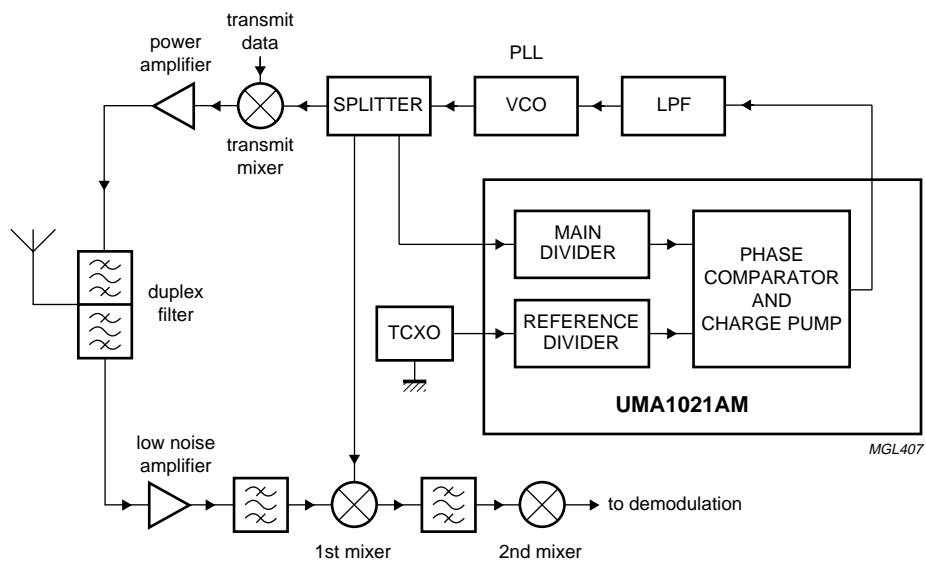 transmit
data
power
amplifier
PLL
SPLITTER
VCO
LPF
transmit
mixer
MAIN
DIVIDER
PHASE
COMPARATOR
AND
CHARGE PUMP
duplex
filter
TCXO
REFERENCE
DIVIDER
UMA1021AM
MGL407
low noise
amplifier
to demodulation
1st mixer
2nd mixer